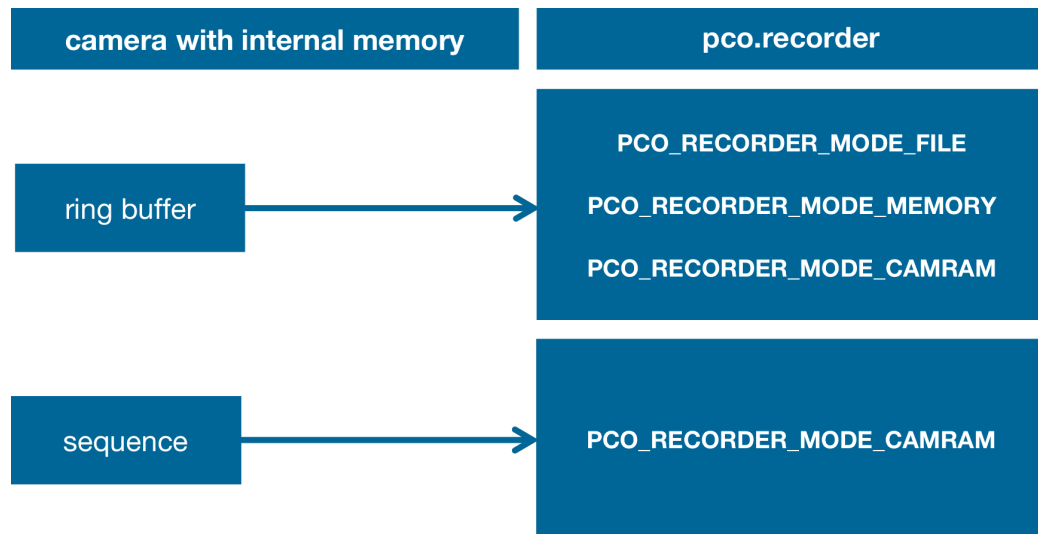 camera with internal memory
pco.recorder
ring buffer
PCO_RECORDER_MODE_FILE
PCO_RECORDER_MODE_MEMORY
PCO_RECORDER_MODE_CAMRAM
sequence
PCO_RECORDER_MODE_CAMRAM